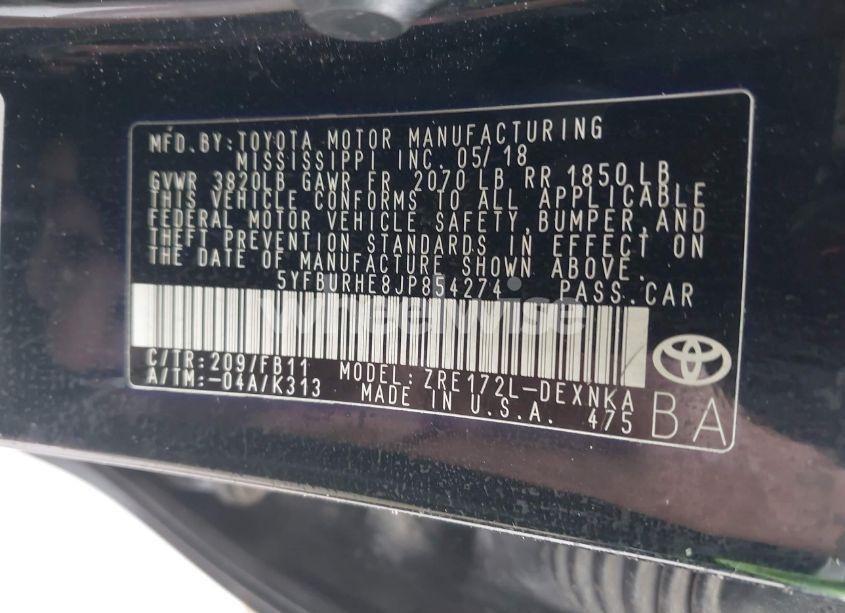 MFD.BY:TOYOTA MOTOR MANUFACTURING
MISSISSIPPI INC. 05/18
GVWR 3820LB GAWR FR 2070 LB RR 1850 LB
THIS VEHICLE CONFORMS TO ALL APPLICABLE
FEDERAL MOTOR VEHICLE SAFETY,BUMPER,AND
THEFT PREVENTION STANDARDS IN EFFECT ON
THE DATE OF MANUFACTURE SHOWN ABOVE.
5YFBURHE8JP854274 PASS.CAR
wheelwise
C/TR:209/FB11 MODEL:ZRE172L-DEXNKA
A/TM:-04A/K313 MADE IN U.S.A. 475
BA